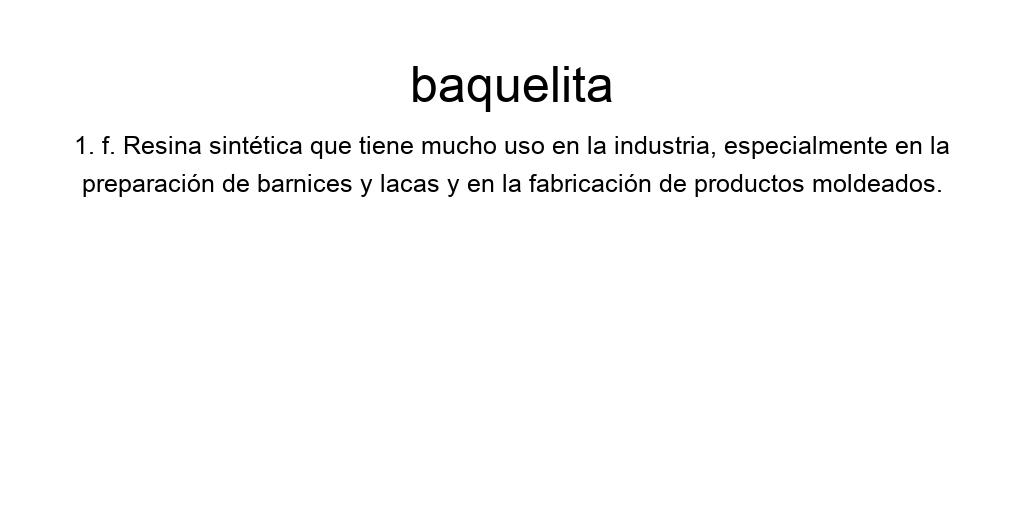 baquelita
1. f. Resina sintética que tiene mucho uso en la industria, especialmente en la
preparación de barnices y lacas y en la fabricación de productos moldeados.